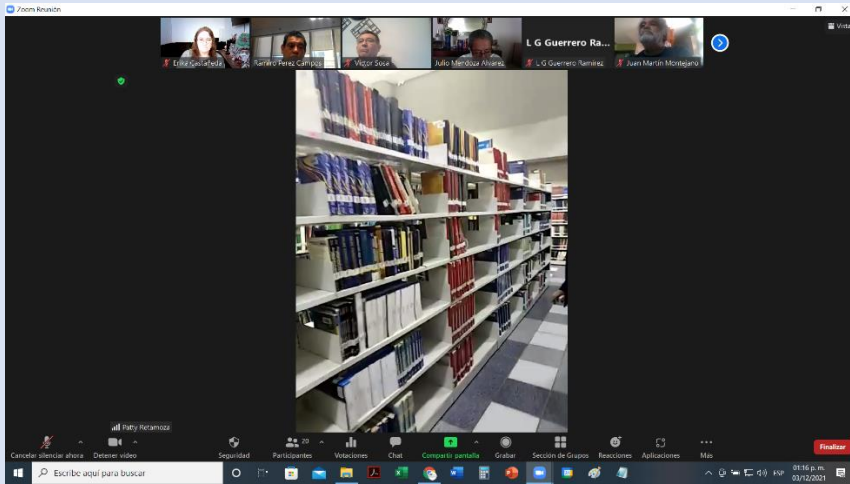 Zoom Reunión
Vista
Erika Castañeda
Ramiro Perez Campos
Victor Sosa
Julio Mendoza Alvarez
L G Guerrero Ra...
L G Guerrero Ramirez
Juan Martin Montejano
Patty Retamoza
Cancelar silenciar ahora
Detener video
Seguridad
Participantes
20
Votaciones
Chat
Compartir pantalla
Grabar
Sección de Grupos
Reacciones
Aplicaciones
Más
Finalizar
Escribe aquí para buscar
ESP
01:16 p. m.
03/12/2021